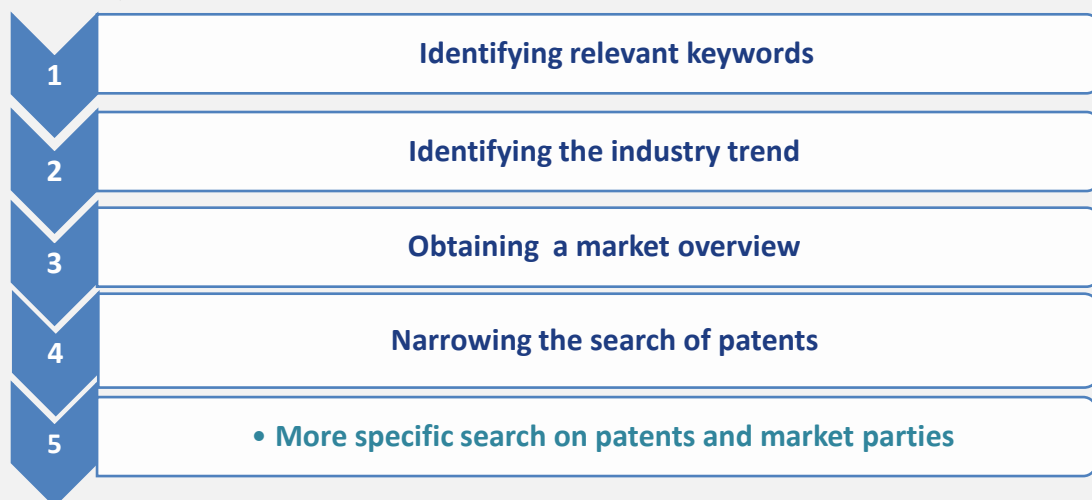 1 Identifying relevant keywords
2 Identifying the industry trend
3 Obtaining  a market overview
4 Narrowing the search of patents
5 • More specific search on patents and market parties